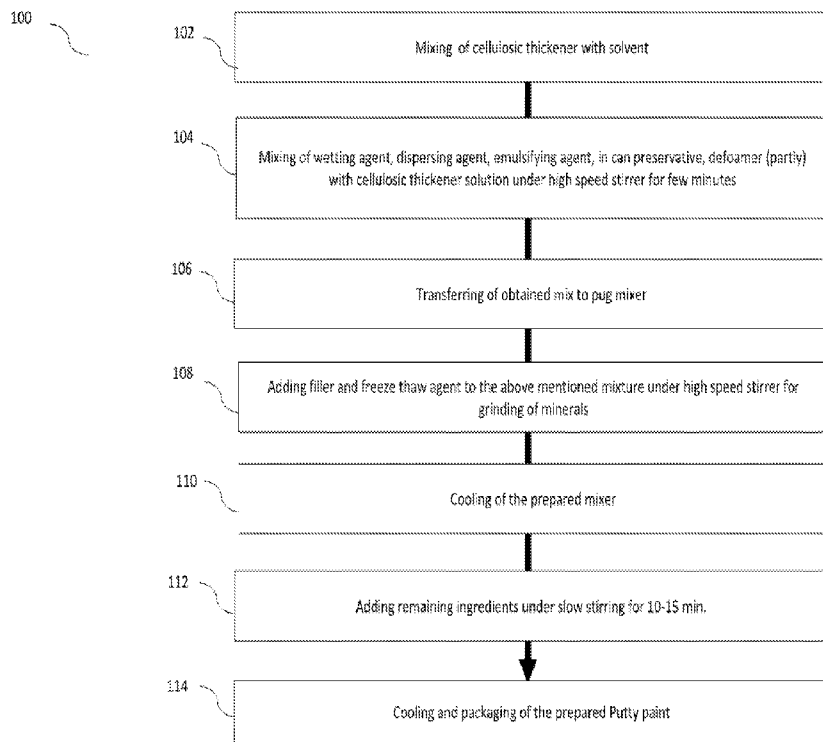 100
102
Mixing of cellulosic thickener with solvent
104
Mixing of wetting agent, dispersing agent, emulsifying agent, in can preservative, defoamer (partly)
with cellulosic thickener solution under high speed stirrer for few minutes
106
Transferring of obtained mix to pug mixer
108
Adding filler and freeze thaw agent to the above mentioned mixture under high speed stirrer for
grinding of minerals
110
Cooling of the prepared mixer
112
Adding remaining ingredients under slow stirring for 10-15 min.
114
Cooling and packaging of the prepared Putty paint